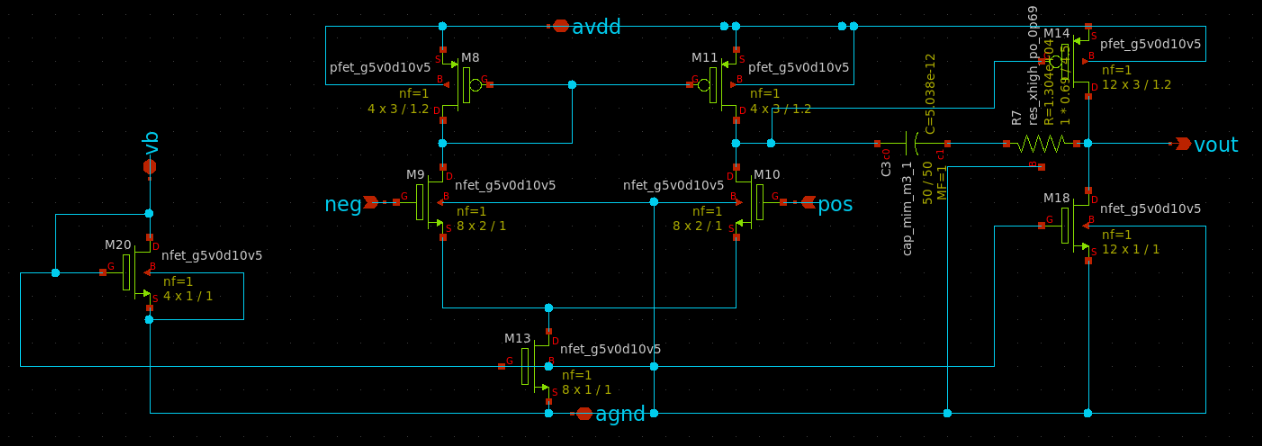 avdd
M8
pfet_g5v0d10v5
nf=1
4 x 3 / 1.2
S
B
G
D
M11
pfet_g5v0d10v5
nf=1
4 x 3 / 1.2
S
B
G
D
M14
pfet_g5v0d10v5
nf=1
12 x 3 / 1.2
S
D
R7
res_xhigh_po_0p69
R=1.304e+04
1 * 0.69 / 4.5
B
C3
c0
c1
C=5.038e-12
cap_mim_m3_1
50 / 50
MF=1
vout
vb
neg
M9
nfet_g5v0d10v5
nf=1
8 x 2 / 1
G
D
B
S
M10
nfet_g5v0d10v5
nf=1
8 x 2 / 1
D
B
G
S
pos
M18
nfet_g5v0d10v5
nf=1
12 x 1 / 1
G
D
B
S
M20
nfet_g5v0d10v5
nf=1
4 x 1 / 1
G
D
B
S
M13
nfet_g5v0d10v5
nf=1
8 x 1 / 1
G
D
B
S
agnd